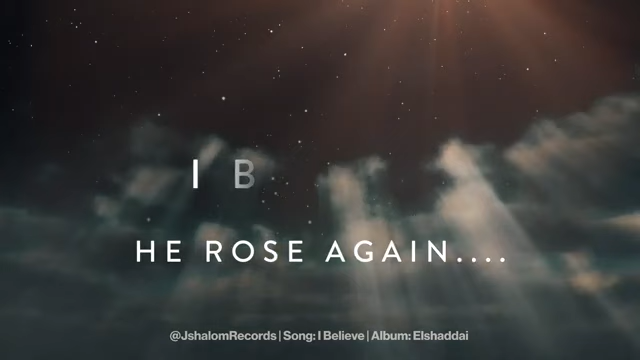 I B
HE ROSE AGAIN....
@JshalomRecords | Song: I Believe | Album: Elshaddai